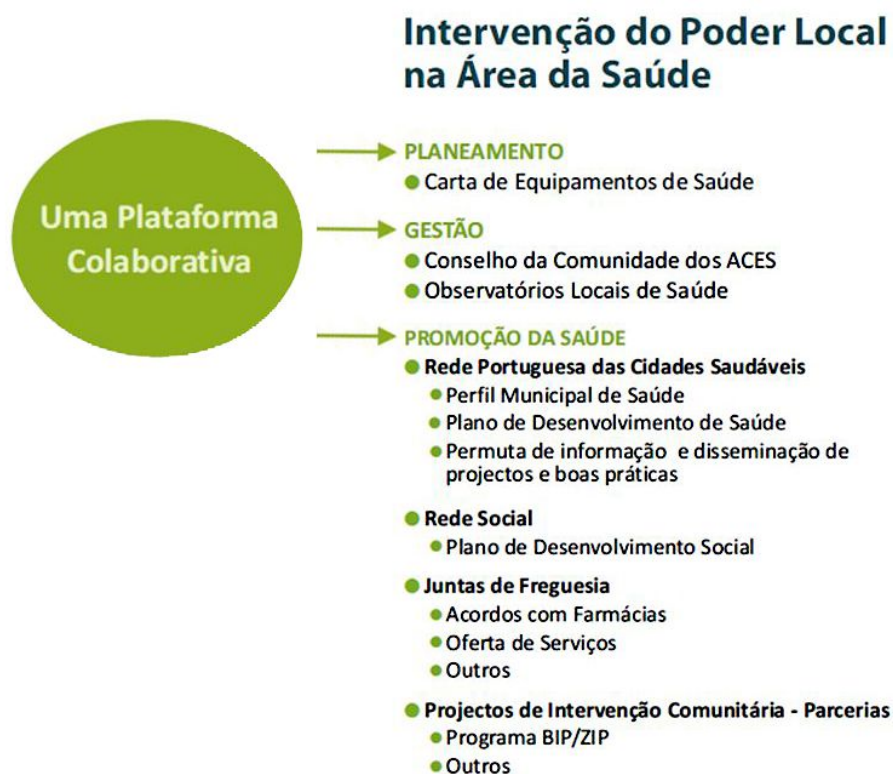 Intervenção do Poder Local
na Área da Saúde
Uma Plataforma
Colaborativa
PLANEAMENTO
Carta de Equipamentos de Saúde
GESTÃO
Conselho da Comunidade dos ACES
Observatórios Locais de Saúde
PROMOÇÃO DA SAÚDE
Rede Portuguesa das Cidades Saudáveis
Perfil Municipal de Saúde
Plano de Desenvolvimento de Saúde
Permuta de informação e disseminação de
projectos e boas práticas
Rede Social
Plano de Desenvolvimento Social
Juntas de Freguesia
Acordos com Farmácias
Oferta de Serviços
Outros
Projectos de Intervenção Comunitária - Parcerias
Programa BIP/ZIP
Outros